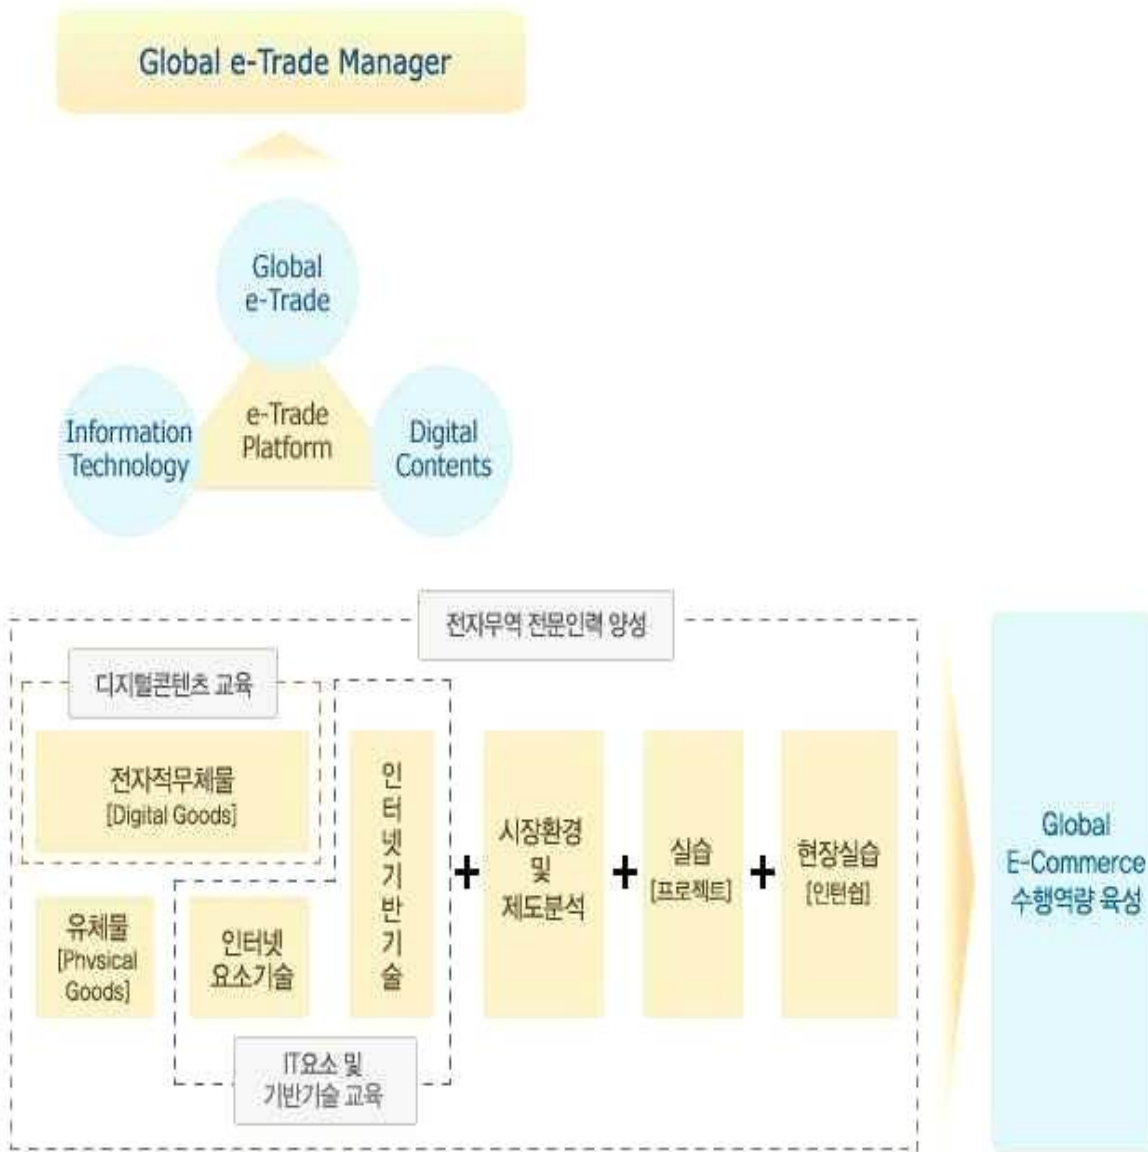 Global e-Trade Manager
Global
e-Trade
e-Trade
Platform
Information
Technology
Digital
Contents
전자무역 전문인력 양성
디지털콘텐츠 교육
전자적무체물
[Digital Goods]
유체물
[Phvsical
Goods]
인터넷
요소기술
인
터
넷
기
반
기
술
IT요소 및
기반기술 교육
+
시장환경
및
제도분석
+
실습
[프로젝트]
+
현장실습
[인턴쉽]
Global
E-Commerce
수행역량 육성